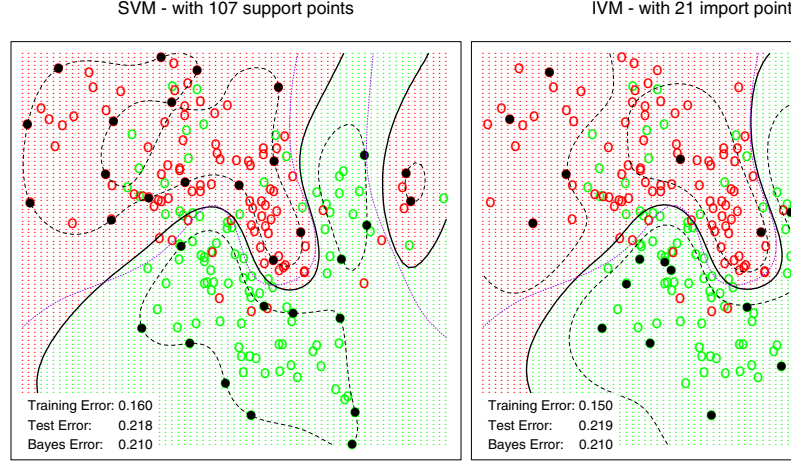 SVM - with 107 support points
IVM - with 21 import point
Training Error: 0.160
Test Error: 0.218
Bayes Error: 0.210
Training Error: 0.150
Test Error: 0.219
Bayes Error: 0.210